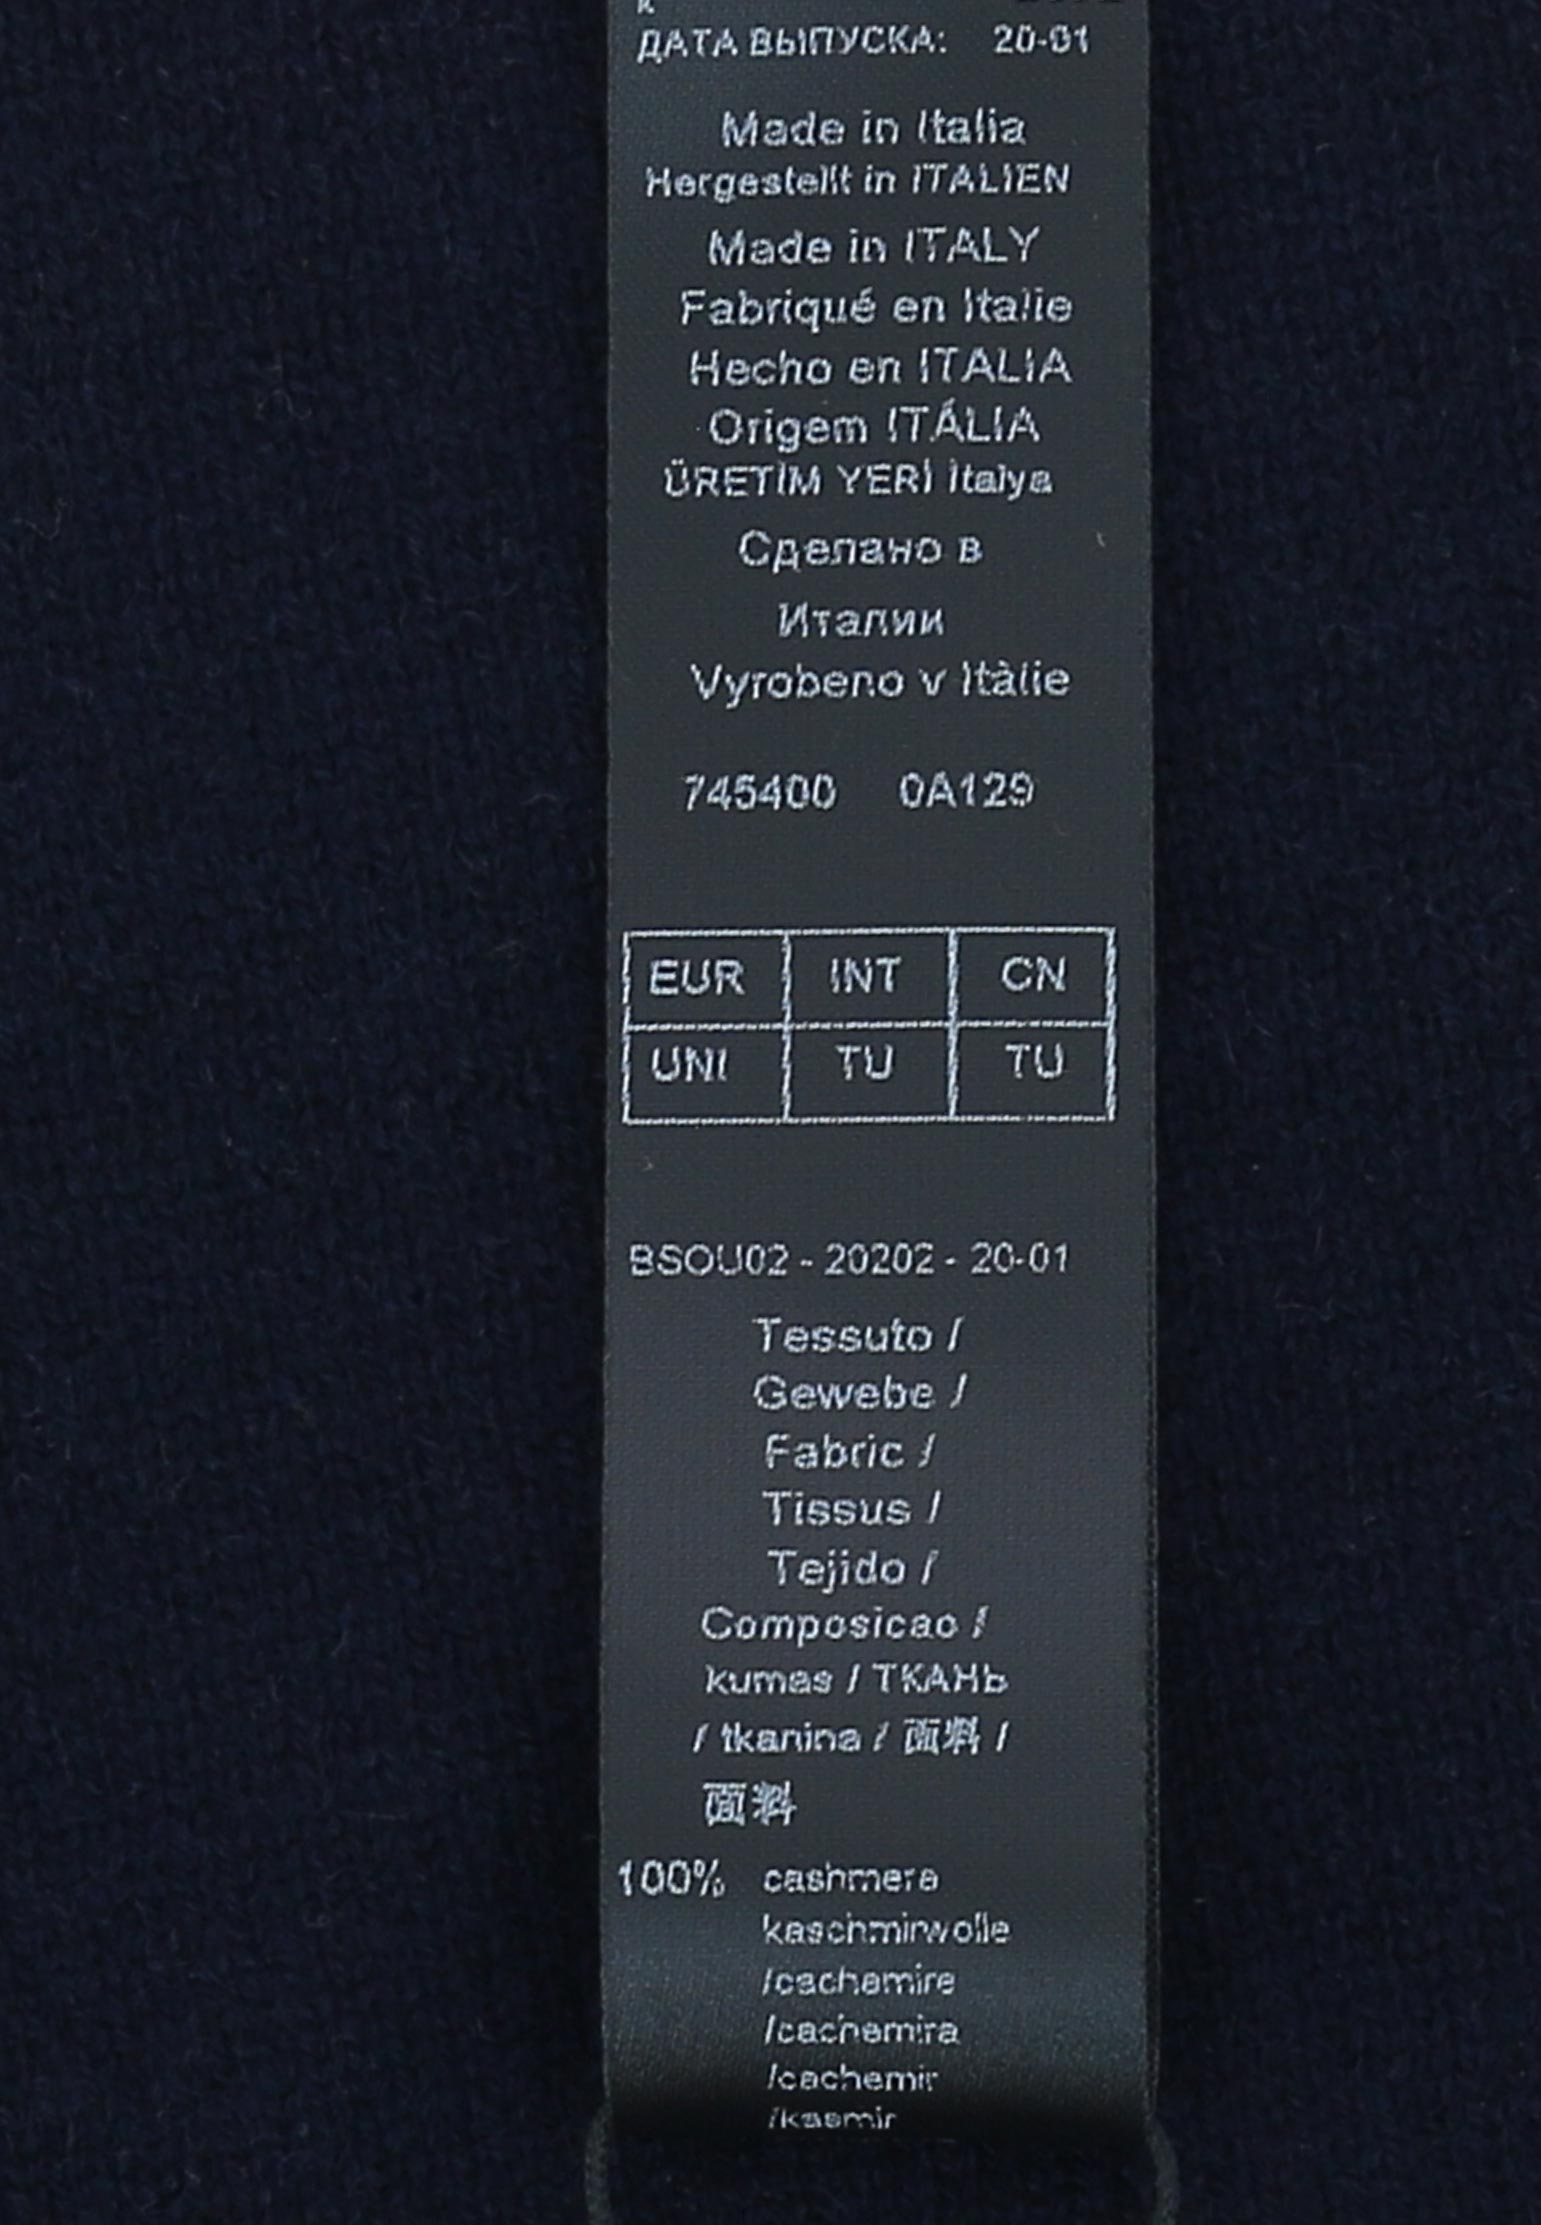 ДАТА ВЫПУСКА: 20-01
Made in Italia
Hergestellt in ITALIEN
Made in ITALY
Fabriqué en Italie
Hecho en ITALIA
Origem ITÁLIA
ÜRETİM YERİ İtalya
Сделано в
Италии
Vyrobeno v Itàlie
745400 0A129
EUR INT CN
UNI TU TU
BSOU02 - 20202 - 20-01
Tessuto /
Gewebe /
Fabric /
Tissus /
Tejido /
Composicao /
kumas / ТКАНЬ
/ tkanina / 面料 /
面料
100% cashmere
kaschmirwolle
/cachemire
/cachemira
/cachemir
/kasmir